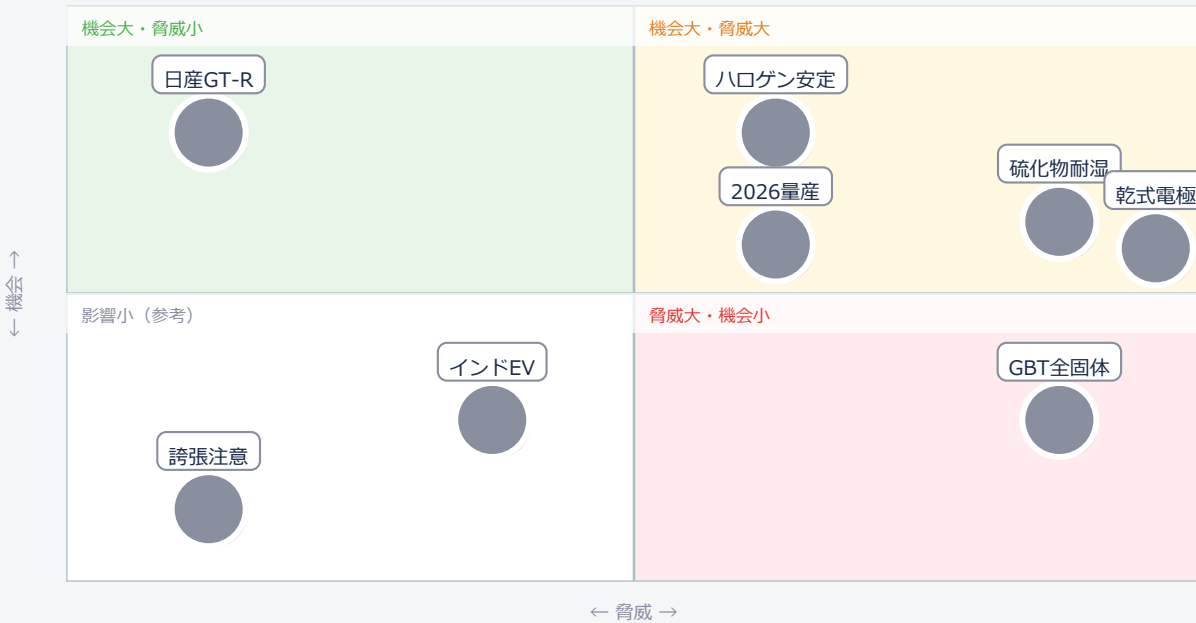 機会大・脅威小
機会大・脅威大
日産GT-R
ハロゲン安定
2026量産
硫化物耐湿
乾式電極
← 機会 →
影響小（参考）
脅威大・機会小
インドEV
GBT全固体
誇張注意
← 脅威 →